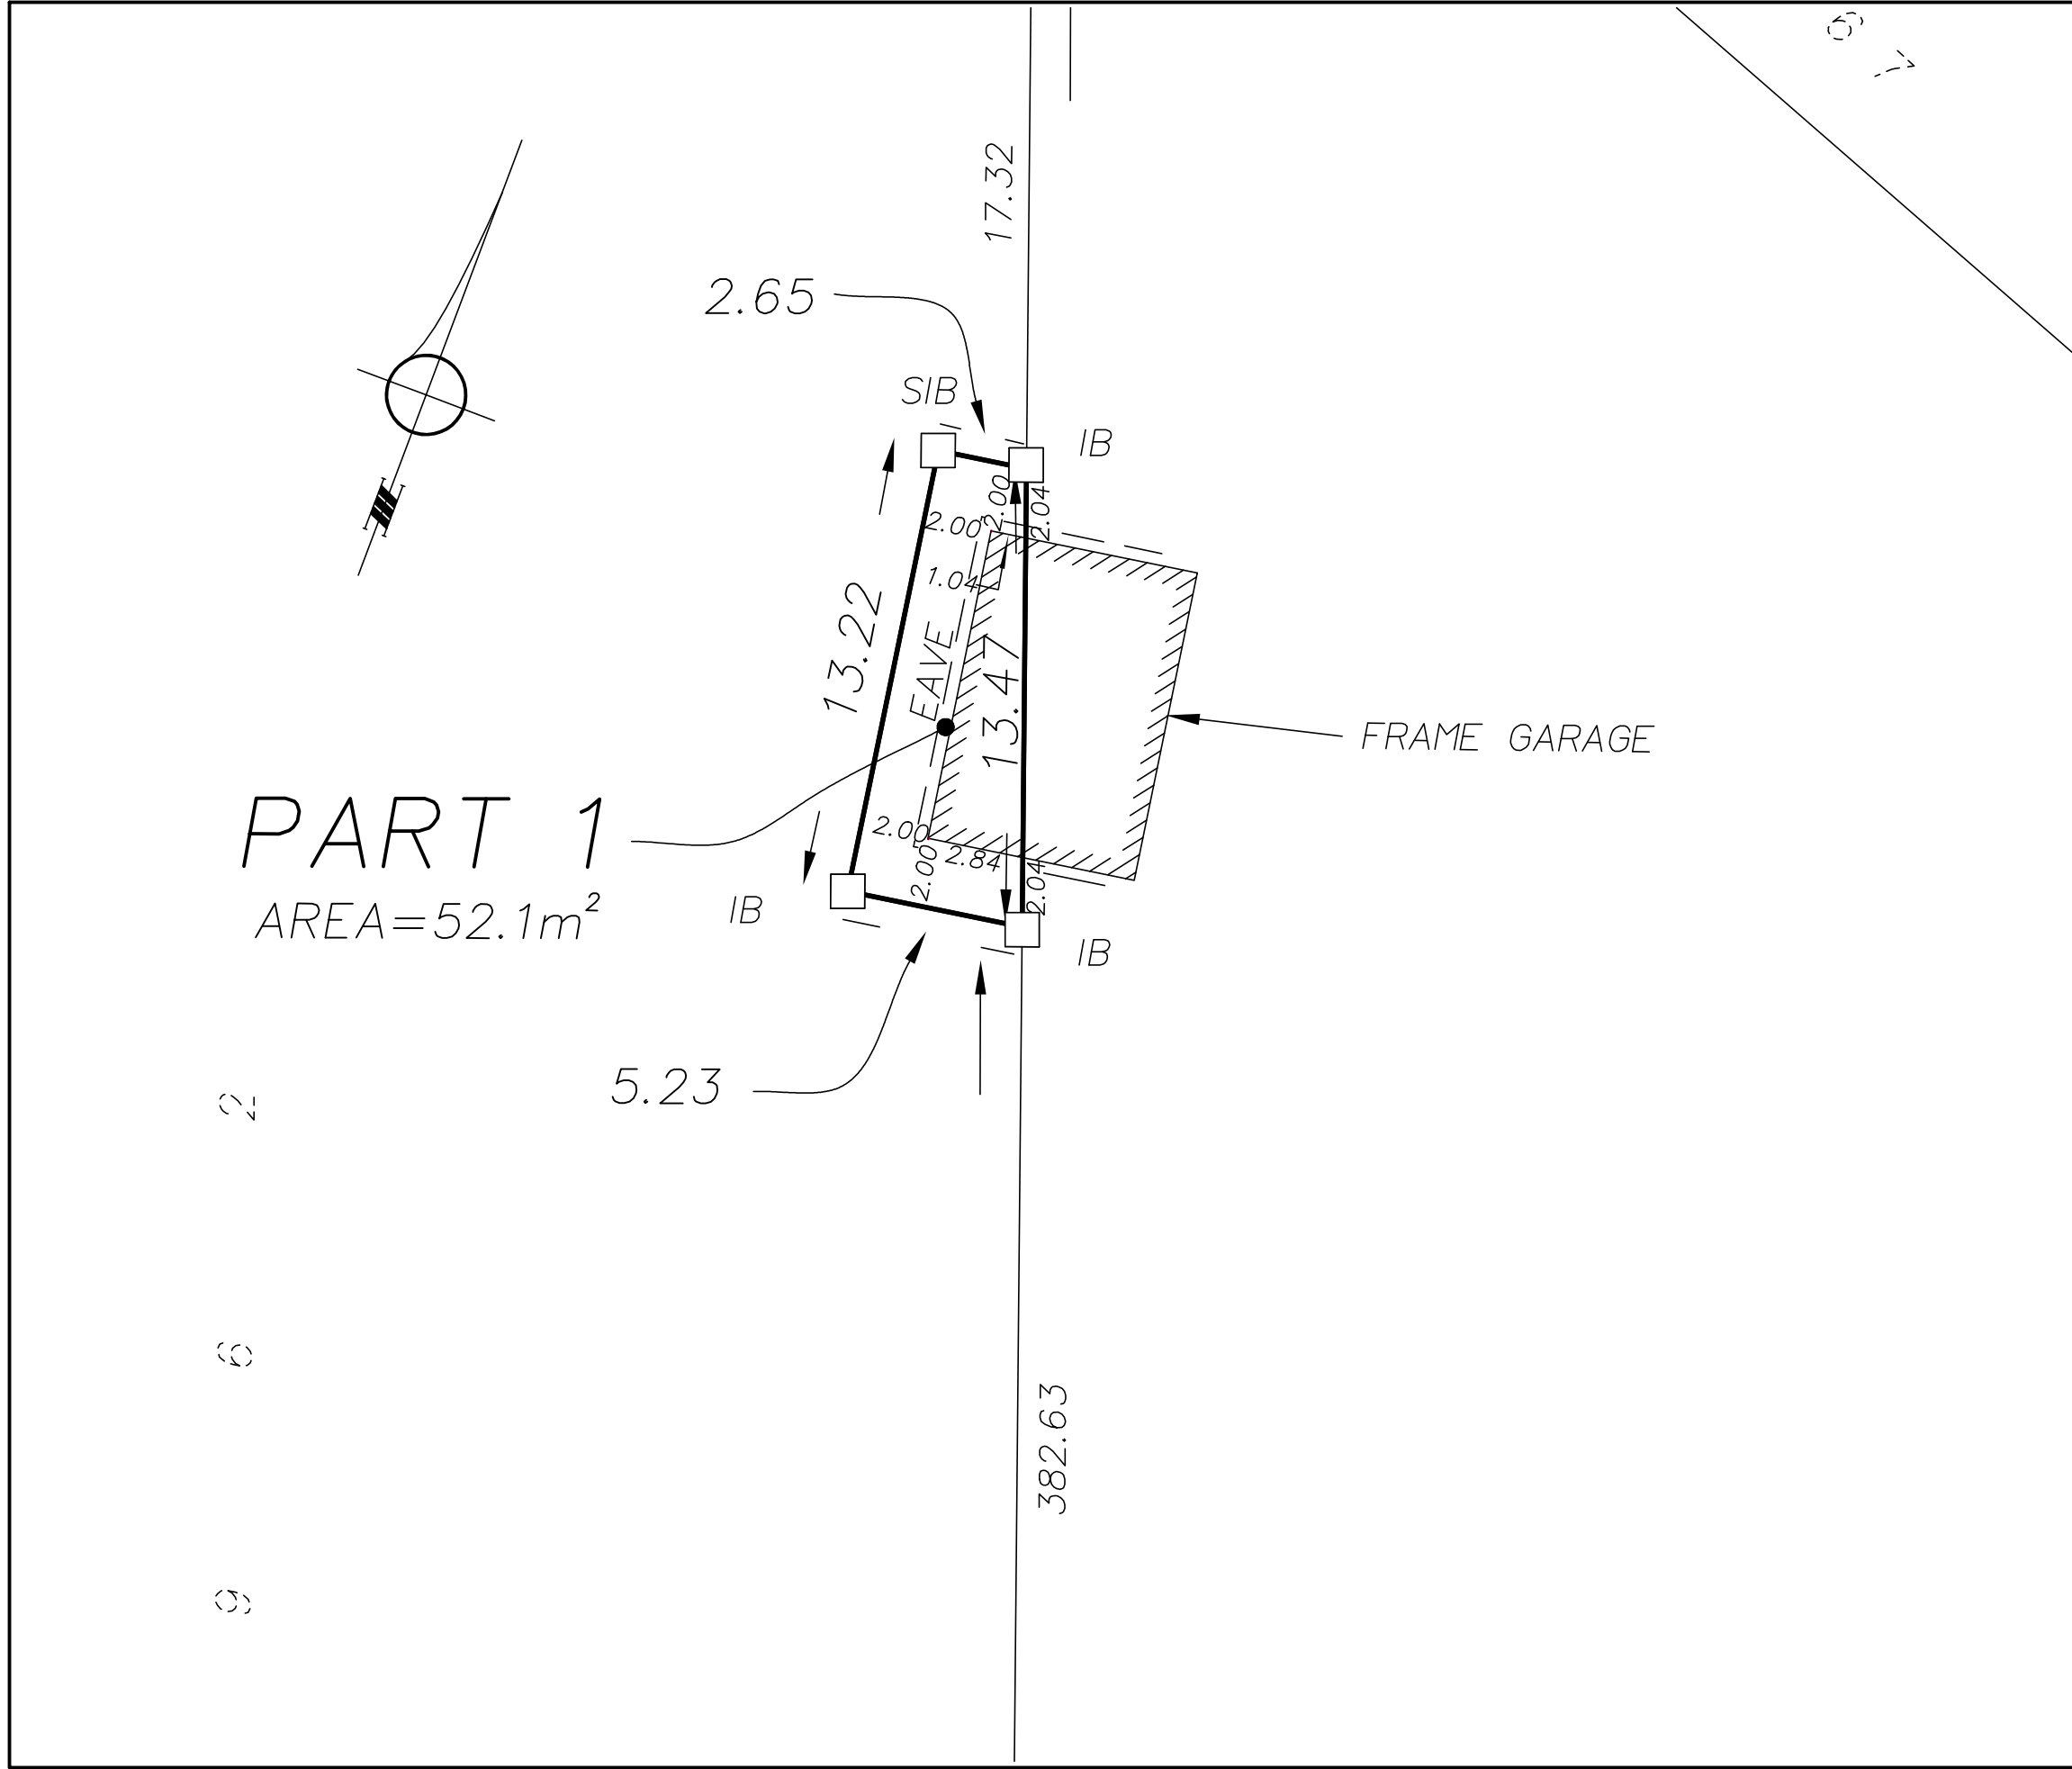 17.32
2.65
SIB
IB
2.00
2.04
2.00
1.04
13.22
EAVE
13.47
FRAME GARAGE
PART 1
AREA=52.1m²
2.00
2.84
2.00
2.04
IB
IB
5.23
382.63